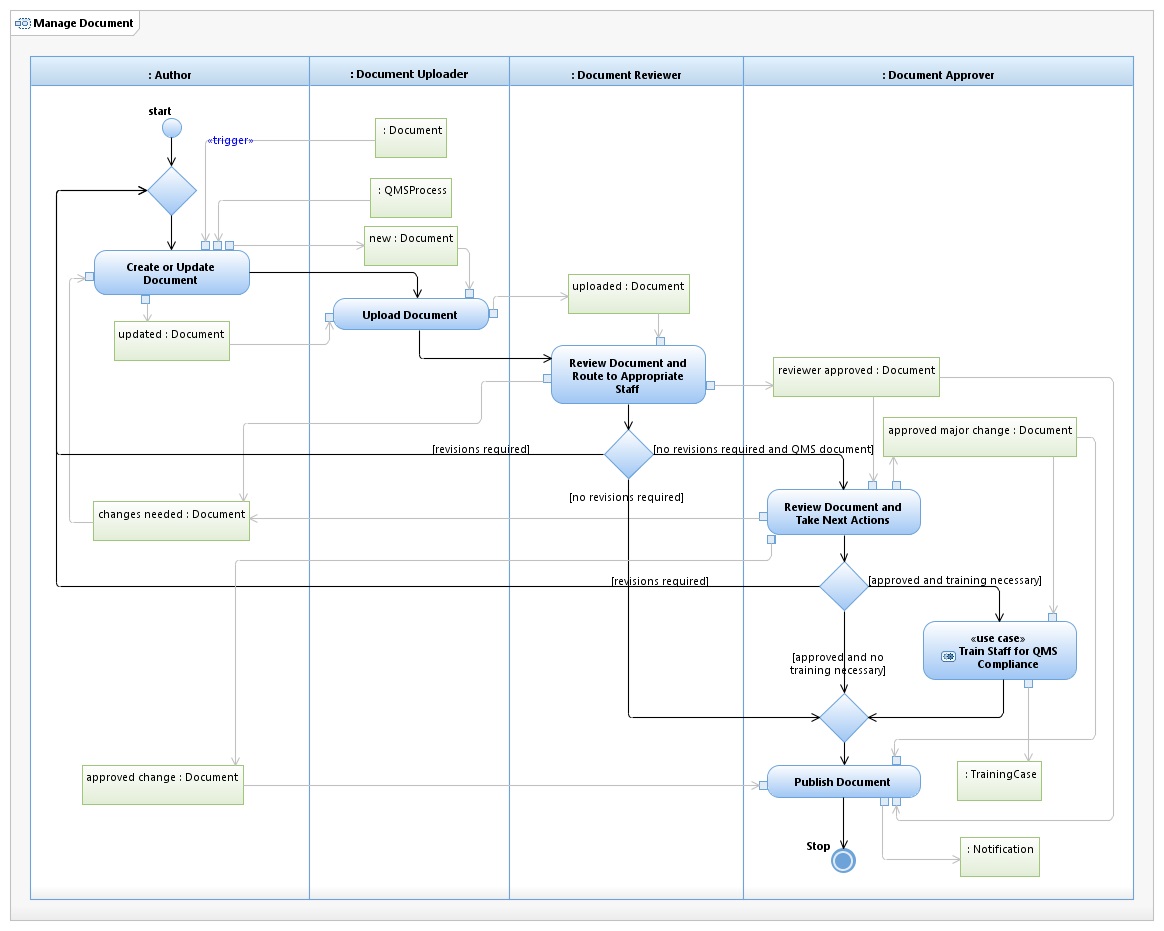 Manage Document
: Author
: Document Uploader
: Document Reviewer
: Document Approver
start
«trigger»
: Document
: QMSProcess
new : Document
Create or Update
Document
Upload Document
uploaded : Document
updated : Document
Review Document and
Route to Appropriate
Staff
reviewer approved : Document
approved major change : Document
[revisions required]
[no revisions required and QMS document]
[no revisions required]
changes needed : Document
Review Document and
Take Next Actions
[revisions required]
[approved and training necessary]
«use case»
Train Staff for QMS
Compliance
[approved and no
training necessary]
approved change : Document
Publish Document
: TrainingCase
Stop
: Notification